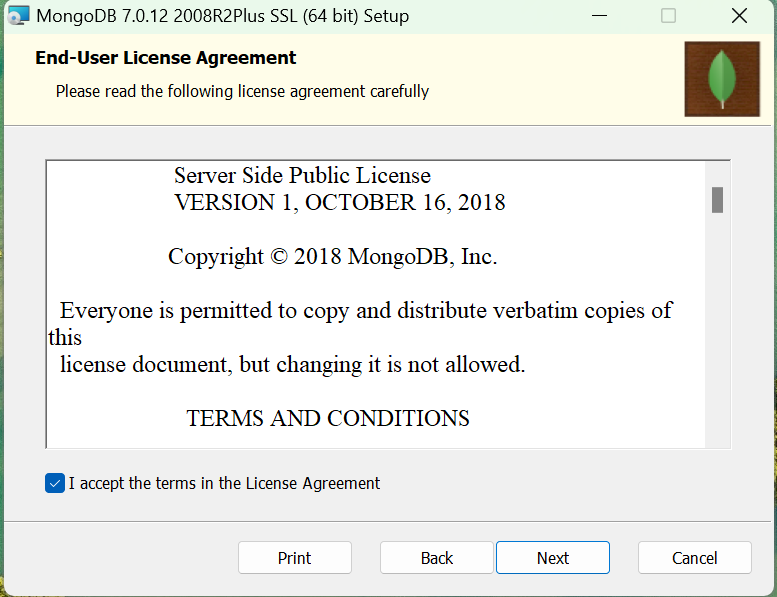 MongoDB 7.0.12 2008R2Plus SSL (64 bit) Setup
End-User License Agreement
Please read the following license agreement carefully
Server Side Public License
VERSION 1, OCTOBER 16, 2018
Copyright © 2018 MongoDB, Inc.
Everyone is permitted to copy and distribute verbatim copies of
this
license document, but changing it is not allowed.
TERMS AND CONDITIONS
I accept the terms in the License Agreement
Print Back Next Cancel